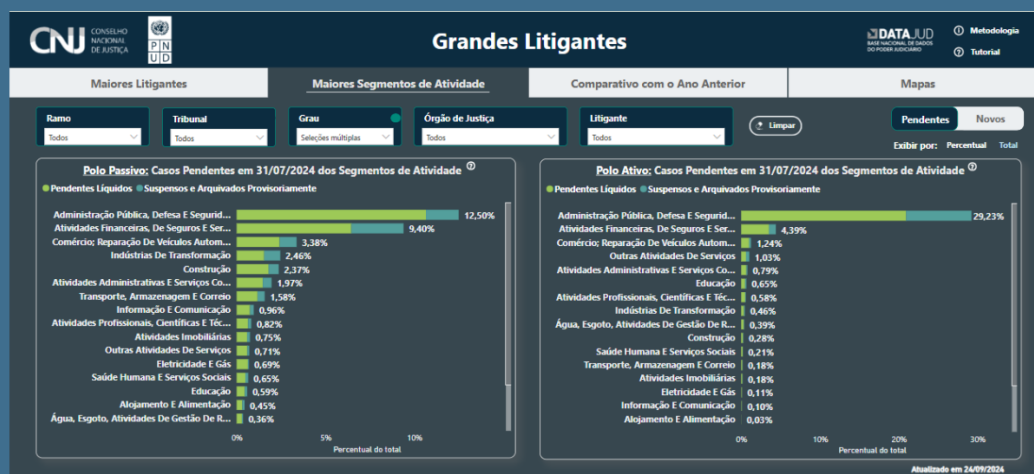 CNJ CONSELHO NACIONAL DE JUSTIÇA
PNUD
Grandes Litigantes
DATAJUD
BASE NACIONAL DE DADOS DO PODER JUDICIÁRIO
Metodologia
Tutorial
Maiores Litigantes
Maiores Segmentos de Atividade
Comparativo com o Ano Anterior
Mapas
Ramo
Todos
Tribunal
Todos
Grau
Seleções múltiplas
Órgão de Justiça
Todos
Litigante
Todos
Limpar
Pendentes Novos
Exibir por: Percentual Total
Polo Passivo: Casos Pendentes em 31/07/2024 dos Segmentos de Atividade
Pendentes Líquidos Suspensos e Arquivados Provisoriamente
Administração Pública, Defesa E Segurid... 12,50%
Atividades Financeiras, De Seguros E Ser... 9,40%
Comércio; Reparação De Veículos Autom... 3,38%
Indústrias De Transformação 2,46%
Construção 2,37%
Atividades Administrativas E Serviços Co... 1,97%
Transporte, Armazenagem E Correio 1,58%
Informação E Comunicação 0,96%
Atividades Profissionais, Científicas E Téc... 0,82%
Atividades Imobiliárias 0,75%
Outras Atividades De Serviços 0,71%
Eletricidade E Gás 0,69%
Saúde Humana E Serviços Sociais 0,65%
Educação 0,59%
Alojamento E Alimentação 0,45%
Água, Esgoto, Atividades De Gestão De R... 0,36%
0% 5% 10%
Percentual do total
Polo Ativo: Casos Pendentes em 31/07/2024 dos Segmentos de Atividade
Pendentes Líquidos Suspensos e Arquivados Provisoriamente
Administração Pública, Defesa E Segurid... 29,23%
Atividades Financeiras, De Seguros E Ser... 4,39%
Comércio; Reparação De Veículos Autom... 1,24%
Outras Atividades De Serviços 1,03%
Atividades Administrativas E Serviços Co... 0,79%
Educação 0,65%
Atividades Profissionais, Científicas E Téc... 0,58%
Indústrias De Transformação 0,46%
Água, Esgoto, Atividades De Gestão De R... 0,39%
Construção 0,28%
Saúde Humana E Serviços Sociais 0,21%
Transporte, Armazenagem E Correio 0,18%
Atividades Imobiliárias 0,18%
Eletricidade E Gás 0,11%
Informação E Comunicação 0,10%
Alojamento E Alimentação 0,03%
0% 10% 20% 30%
Percentual do total
Atualizado em 24/09/2024